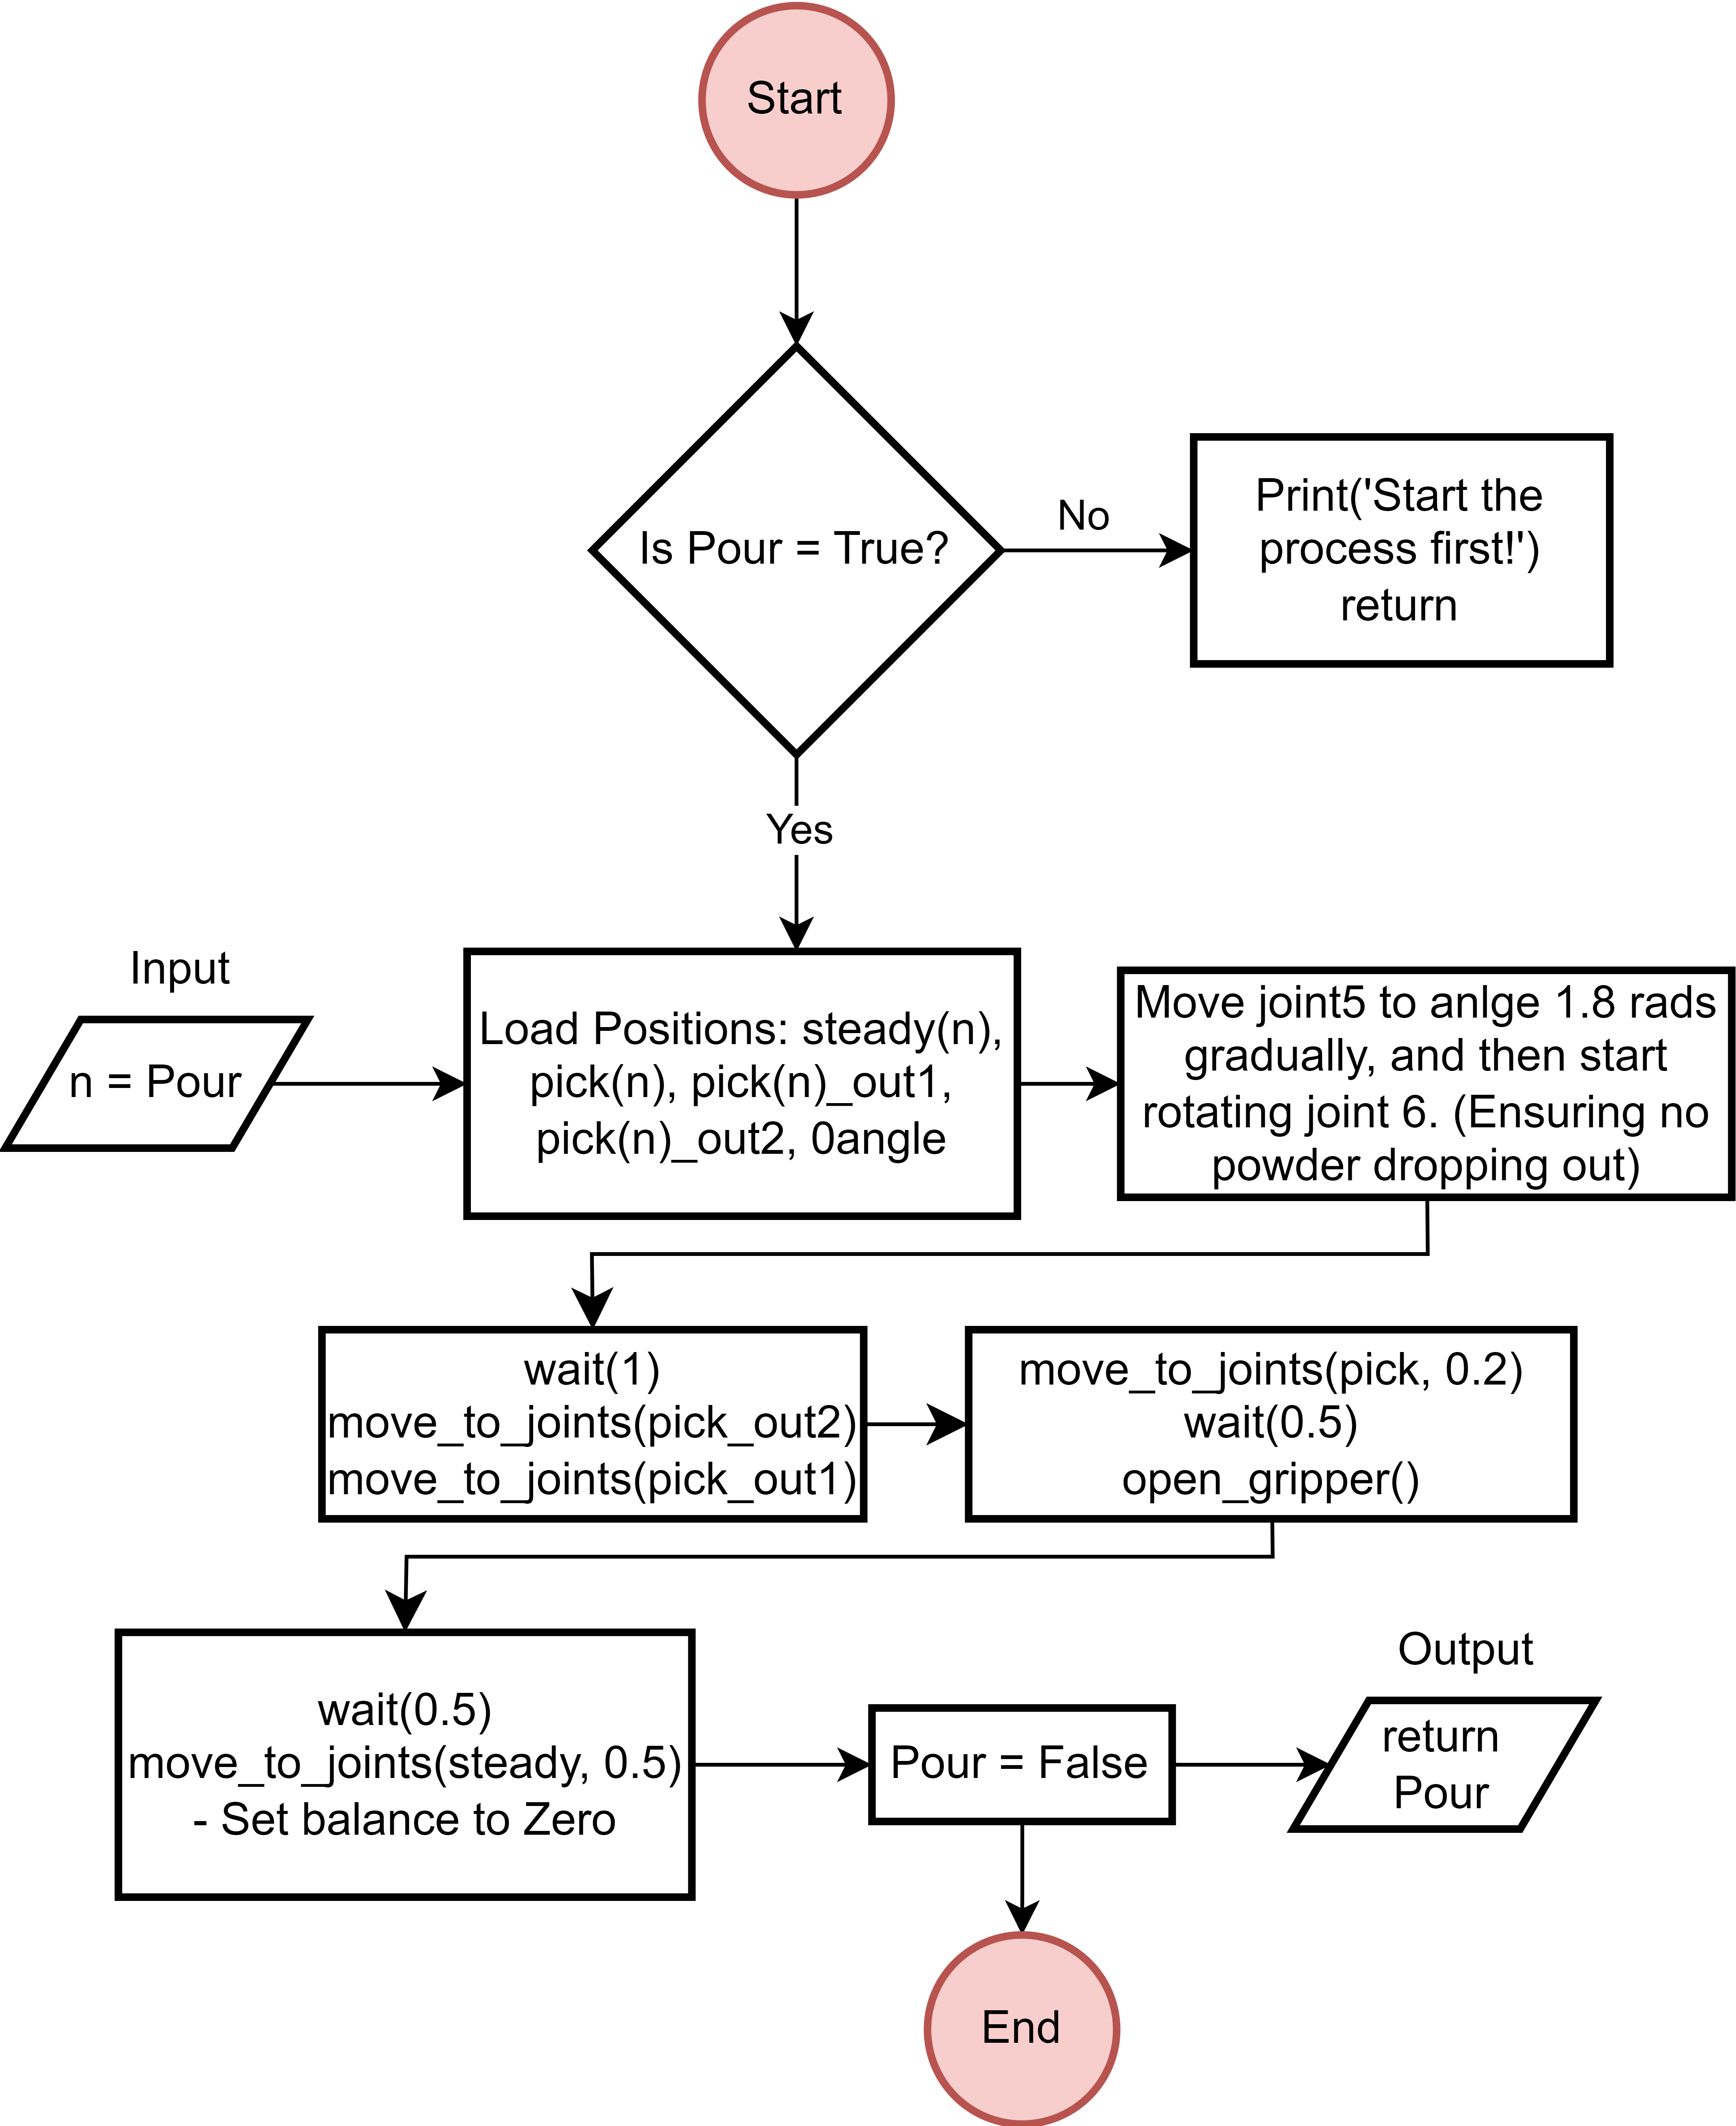 Start
Is Pour = True?
No
Print('Start the
process first!')
return
Yes
Input
n = Pour
Load Positions: steady(n),
pick(n), pick(n)_out1,
pick(n)_out2, 0angle
Move joint5 to anlge 1.8 rads
gradually, and then start
rotating joint 6. (Ensuring no
powder dropping out)
wait(1)
move_to_joints(pick_out2)
move_to_joints(pick_out1)
move_to_joints(pick, 0.2)
wait(0.5)
open_gripper()
wait(0.5)
move_to_joints(steady, 0.5)
- Set balance to Zero
Pour = False
Output
return
Pour
End